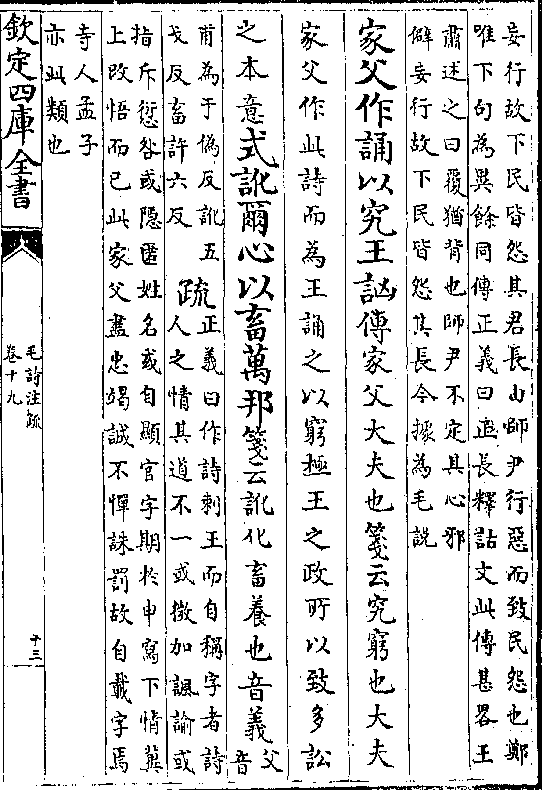 妄行故下民皆怨其君長由師尹行惡而致民怨也鄭
唯下句為異餘同傳正義曰正長釋詁文此傳甚畧王
肅述之曰覆猶背也師尹不定其心邪
僻妄行故下民皆怨其長今據為毛說
家父作誦以究王訩傳家父大夫也箋云究窮也大夫
家父作此詩而為王誦之以窮極王之政所以致多訟
之本意式訛爾心以畜萬邦箋云訛化畜養也音義父音
甫為于偽反訛五
戈反畜許六反
疏正義曰作詩刺王而自稱字者詩
人之情其道不一或微加諷諭或
指斥愆咎或隱匿姓名或自顯官字期於申寫下情冀
上改悟而已此家父盡忠竭誠不憚誅罰故自載字焉
寺人孟子
亦此類也
欽定四庫全書
毛詩注疏
卷十九
十三